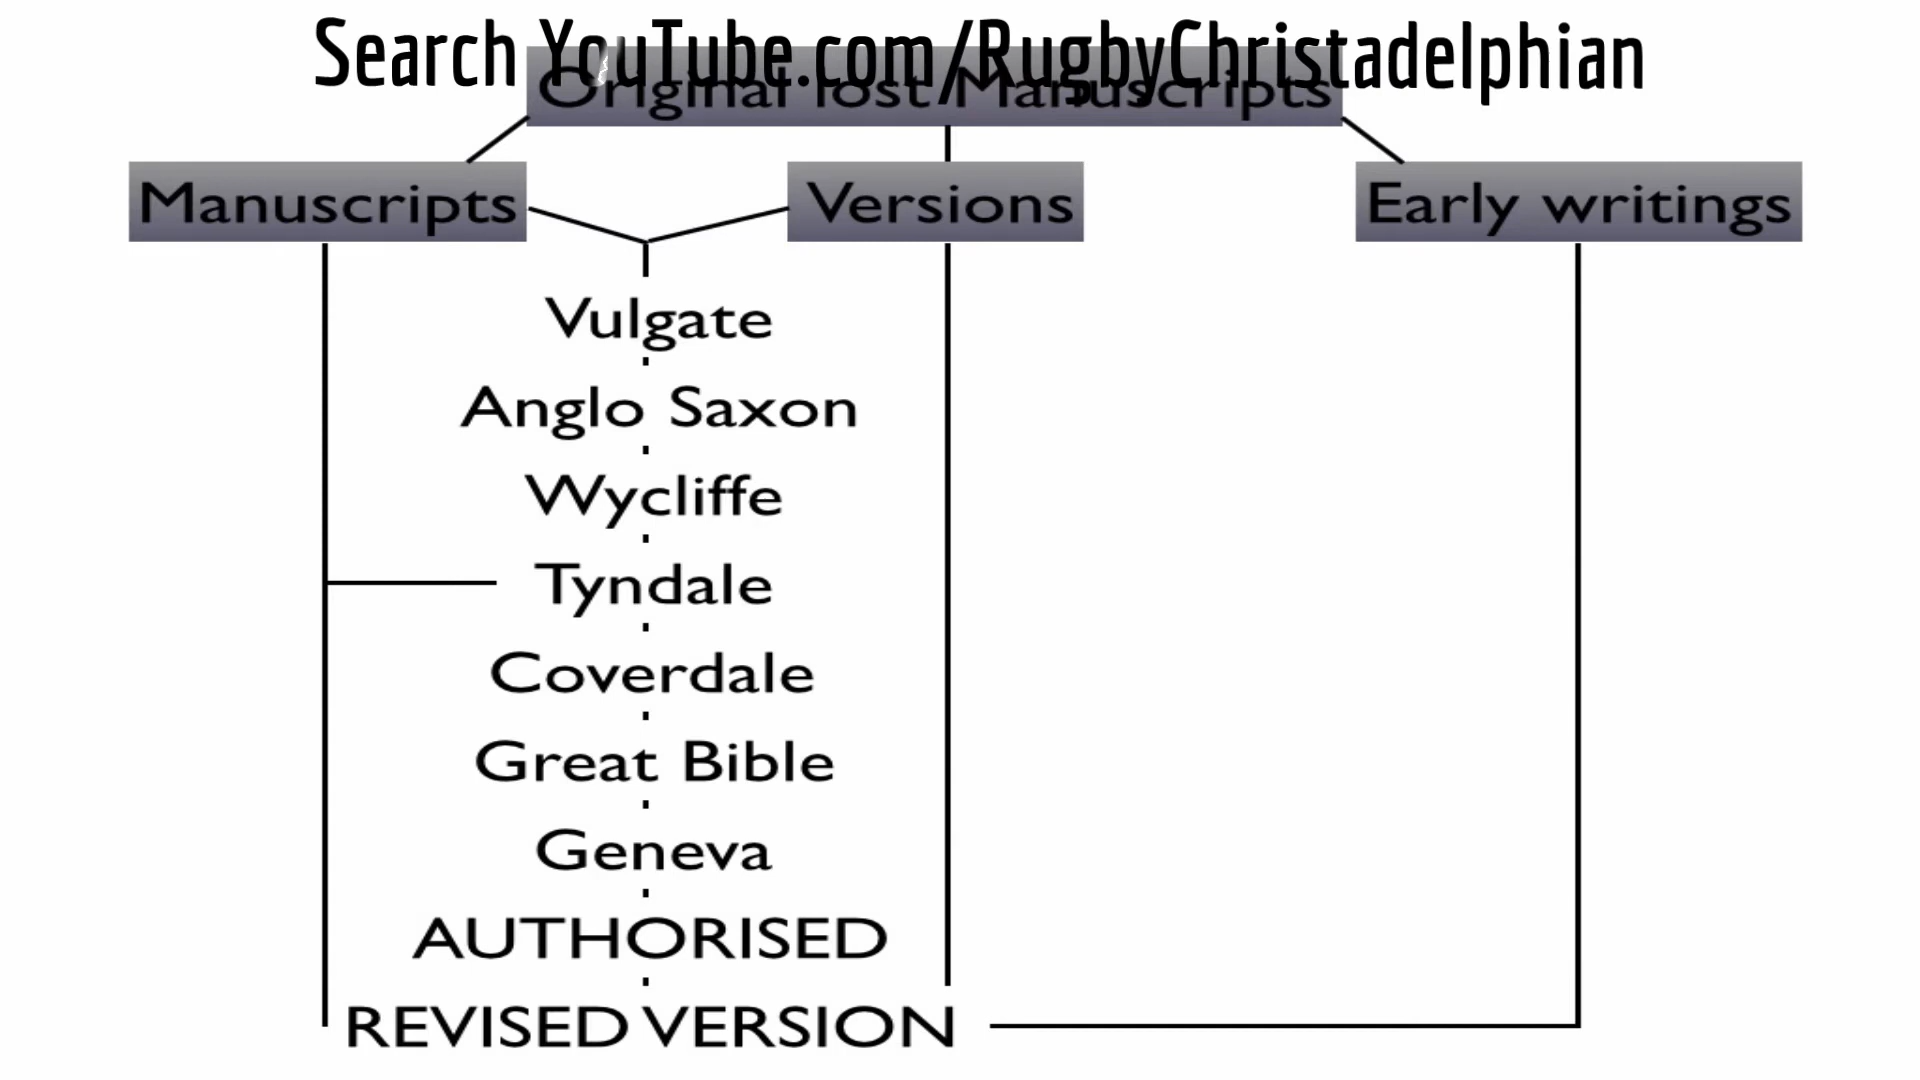 Search YouTube.com/RugbyChristadelphian
Original lost Manuscripts
Manuscripts
Versions
Early writings
Vulgate
Anglo Saxon
Wycliffe
Tyndale
Coverdale
Great Bible
Geneva
AUTHORISED
REVISED VERSION